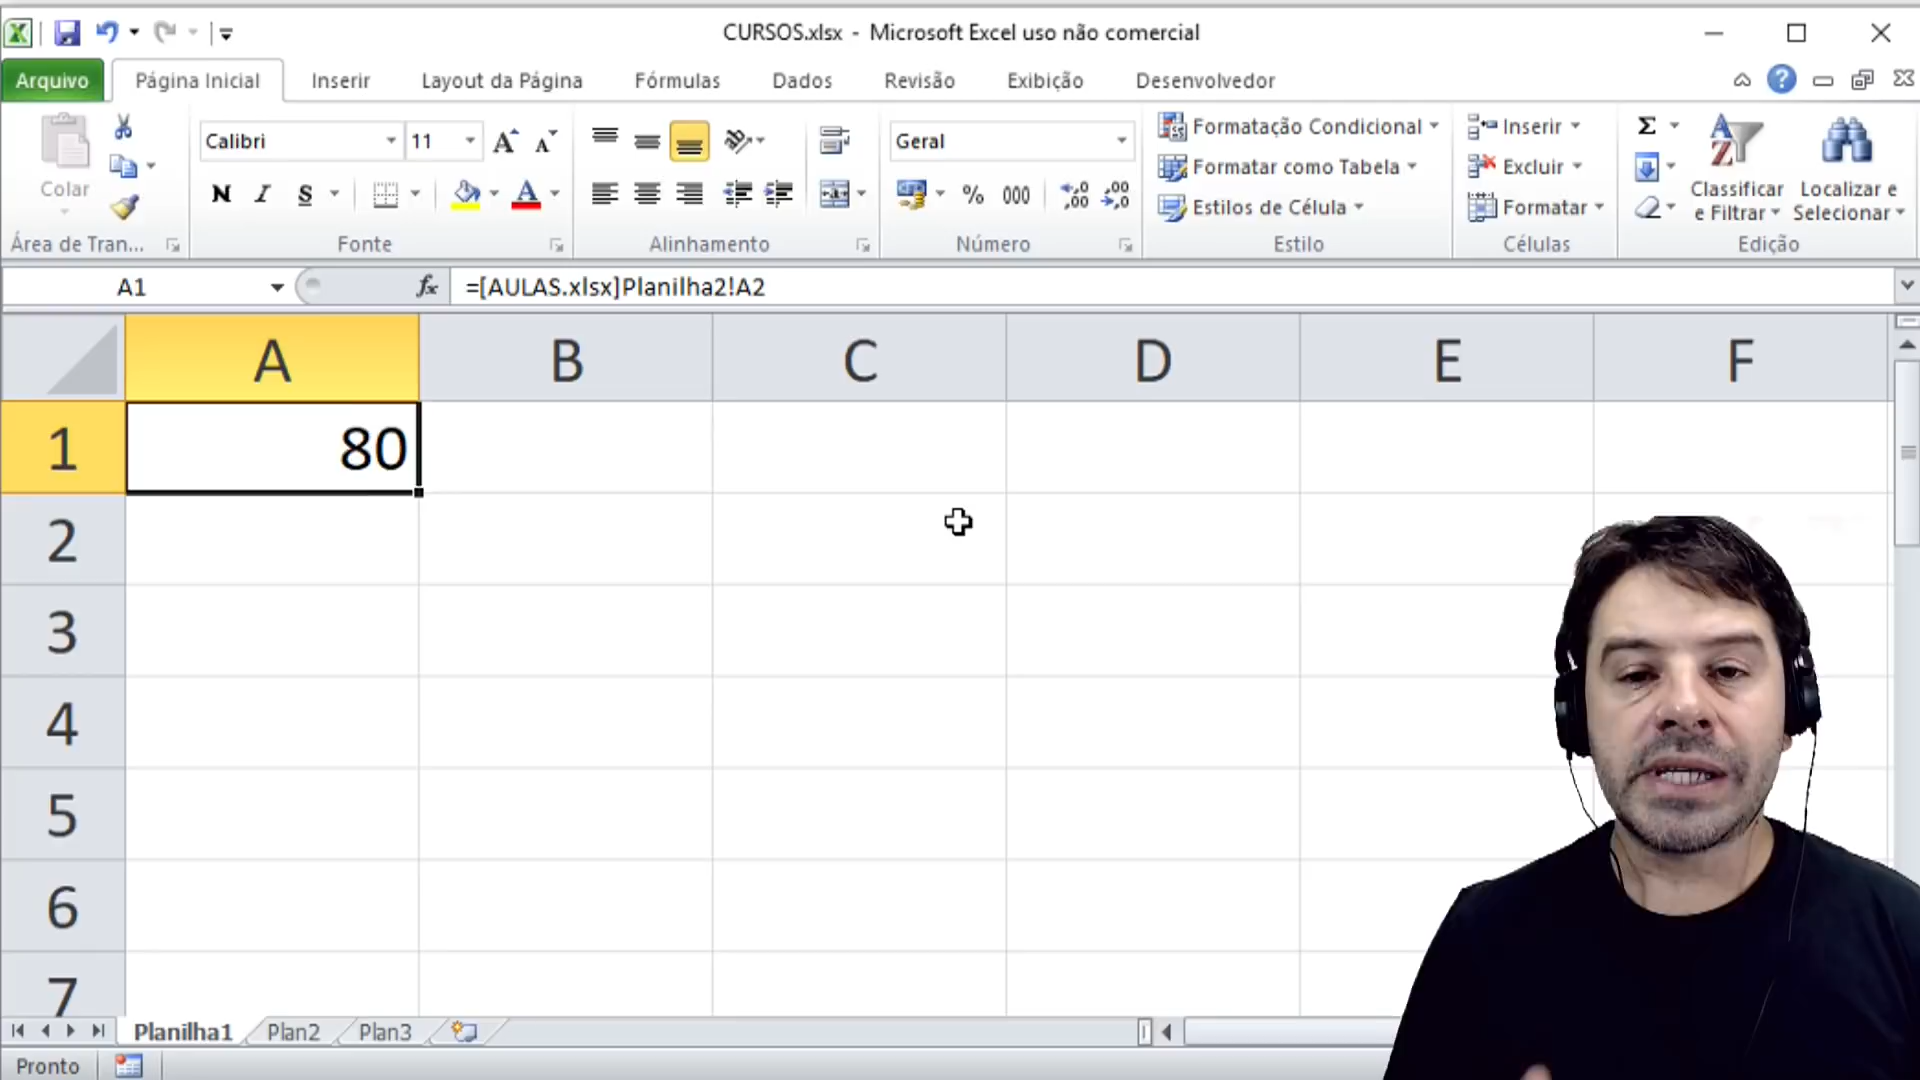 CURSOS.xlsx - Microsoft Excel uso não comercial
Arquivo Página Inicial Inserir Layout da Página Fórmulas Dados Revisão Exibição Desenvolvedor
Colar
Área de Tran...
Calibri 11
N I S
Fonte
Alinhamento
Geral
% 000
Número
Formatação Condicional
Formatar como Tabela
Estilos de Célula
Estilo
Inserir
Excluir
Formatar
Células
Σ
Classificar e Filtrar
Localizar e Selecionar
Edição
A1 fx =[AULAS.xlsx]Planilha2!A2
A B C D E F
1 80
2
3
4
5
6
7
Planilha1 Plan2 Plan3
Pronto